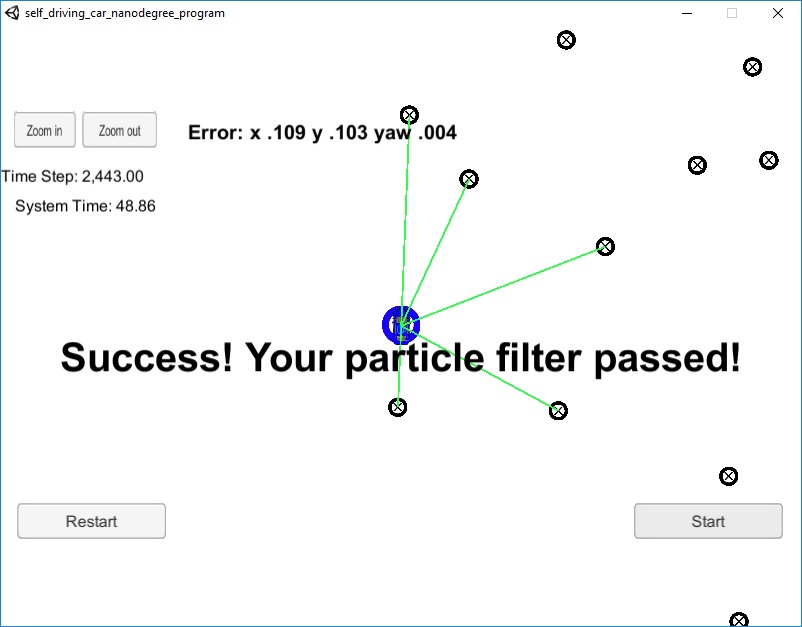 self_driving_car_nanodegree_program
Zoom in
Zoom out
Error: x .109 y .103 yaw .004
Time Step: 2,443.00
System Time: 48.86
Success! Your particle filter passed!
Restart
Start